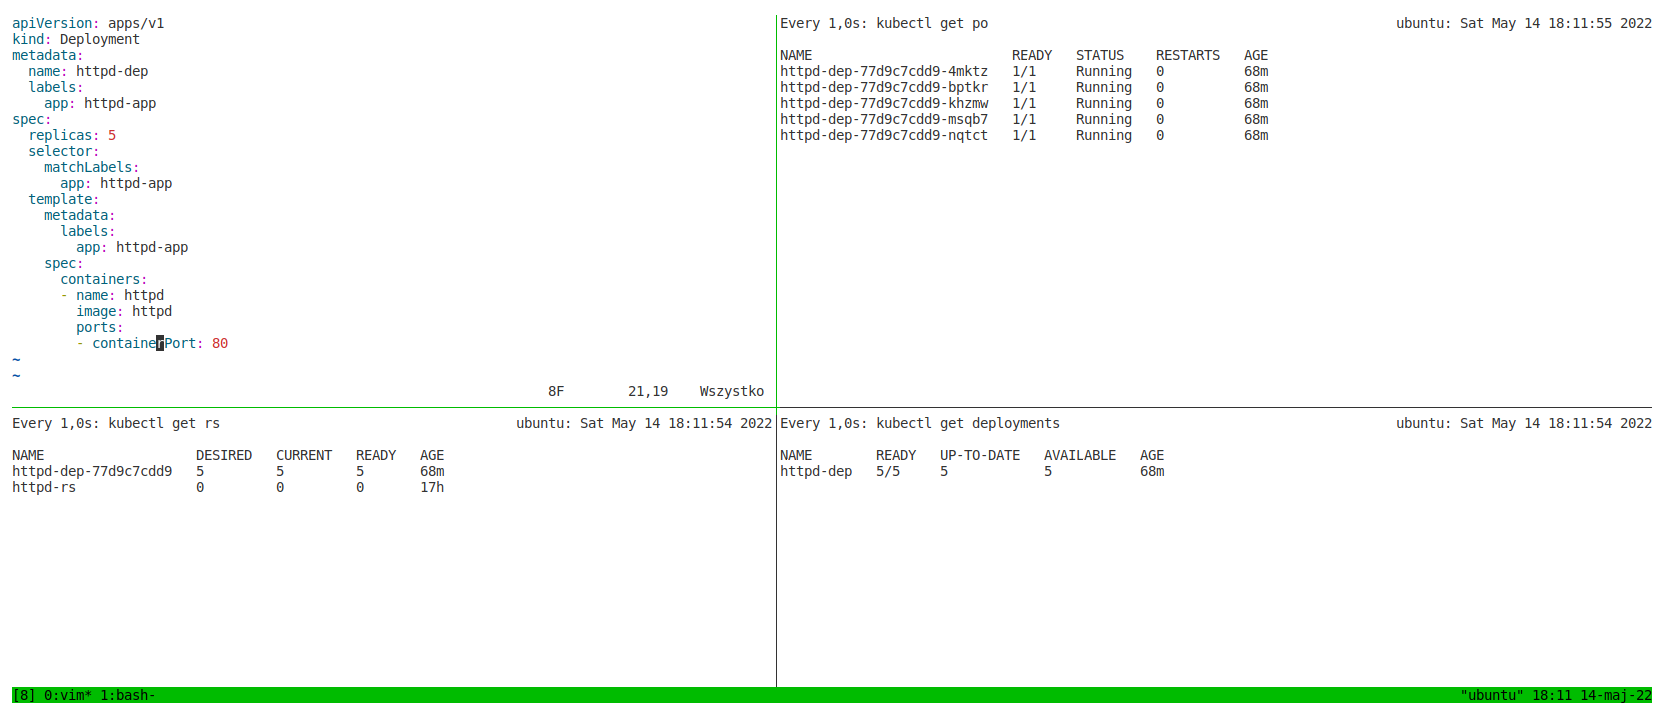 apiVersion: apps/v1
kind: Deployment
metadata:
  name: httpd-dep
  labels:
    app: httpd-app
spec:
  replicas: 5
  selector:
    matchLabels:
      app: httpd-app
  template:
    metadata:
      labels:
        app: httpd-app
    spec:
      containers:
      - name: httpd
        image: httpd
        ports:
        - containerPort: 80
~
~
8F        21,19    Wszystko
Every 1,0s: kubectl get po    ubuntu: Sat May 14 18:11:55 2022
NAME                         READY   STATUS    RESTARTS   AGE
httpd-dep-77d9c7cdd9-4mktz   1/1     Running   0          68m
httpd-dep-77d9c7cdd9-bptkr   1/1     Running   0          68m
httpd-dep-77d9c7cdd9-khzmw   1/1     Running   0          68m
httpd-dep-77d9c7cdd9-msqb7   1/1     Running   0          68m
httpd-dep-77d9c7cdd9-nqtct   1/1     Running   0          68m
Every 1,0s: kubectl get rs    ubuntu: Sat May 14 18:11:54 2022
NAME                   DESIRED   CURRENT   READY   AGE
httpd-dep-77d9c7cdd9   5         5         5       68m
httpd-rs               0         0         0       17h
Every 1,0s: kubectl get deployments    ubuntu: Sat May 14 18:11:54 2022
NAME        READY   UP-TO-DATE   AVAILABLE   AGE
httpd-dep   5/5     5            5           68m
[8] 0:vim* 1:bash-    "ubuntu" 18:11 14-maj-22